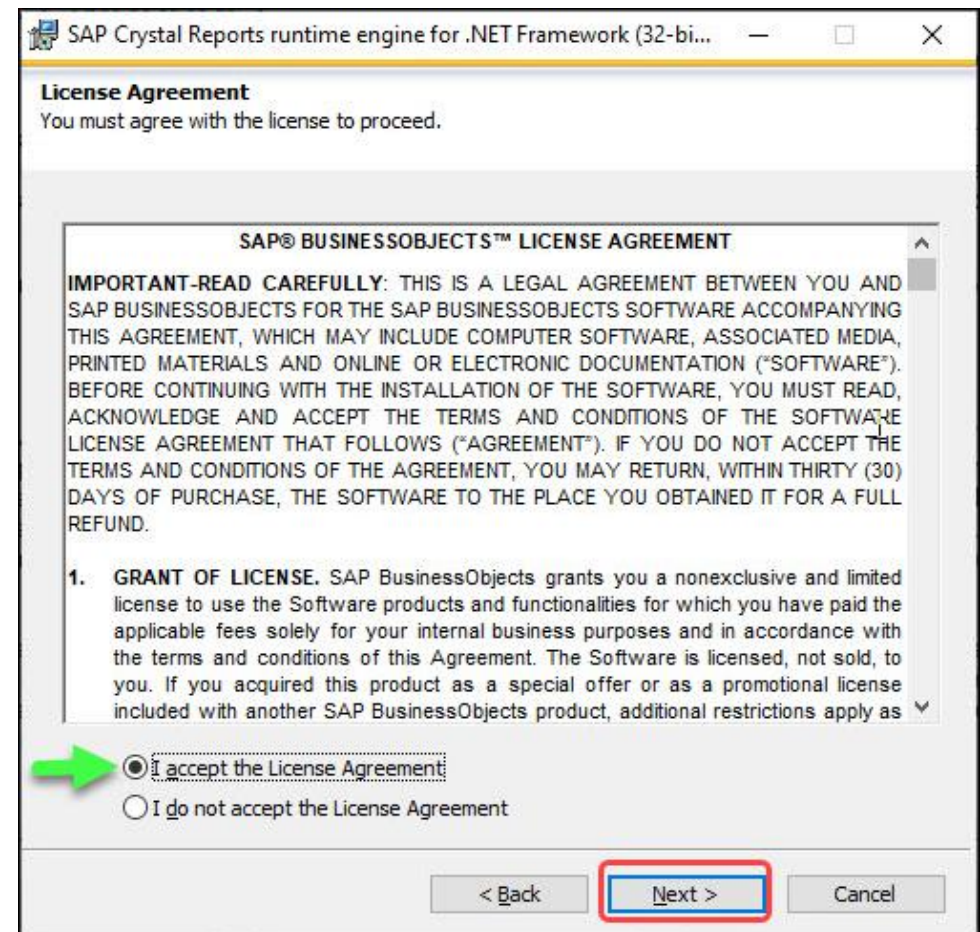 SAP Crystal Reports runtime engine for .NET Framework (32-bi...
License Agreement
You must agree with the license to proceed.
SAP® BUSINESSOBJECTS™ LICENSE AGREEMENT
IMPORTANT-READ CAREFULLY: THIS IS A LEGAL AGREEMENT BETWEEN YOU AND
SAP BUSINESSOBJECTS FOR THE SAP BUSINESSOBJECTS SOFTWARE ACCOMPANYING
THIS AGREEMENT, WHICH MAY INCLUDE COMPUTER SOFTWARE, ASSOCIATED MEDIA,
PRINTED MATERIALS AND ONLINE OR ELECTRONIC DOCUMENTATION (“SOFTWARE”).
BEFORE CONTINUING WITH THE INSTALLATION OF THE SOFTWARE, YOU MUST READ,
ACKNOWLEDGE AND ACCEPT THE TERMS AND CONDITIONS OF THE SOFTWARE
LICENSE AGREEMENT THAT FOLLOWS (“AGREEMENT”). IF YOU DO NOT ACCEPT THE
TERMS AND CONDITIONS OF THE AGREEMENT, YOU MAY RETURN, WITHIN THIRTY (30)
DAYS OF PURCHASE, THE SOFTWARE TO THE PLACE YOU OBTAINED IT FOR A FULL
REFUND.
1. GRANT OF LICENSE. SAP BusinessObjects grants you a nonexclusive and limited
license to use the Software products and functionalities for which you have paid the
applicable fees solely for your internal business purposes and in accordance with
the terms and conditions of this Agreement. The Software is licensed, not sold, to
you. If you acquired this product as a special offer or as a promotional license
included with another SAP BusinessObjects product, additional restrictions apply as
I accept the License Agreement
I do not accept the License Agreement
< Back Next > Cancel